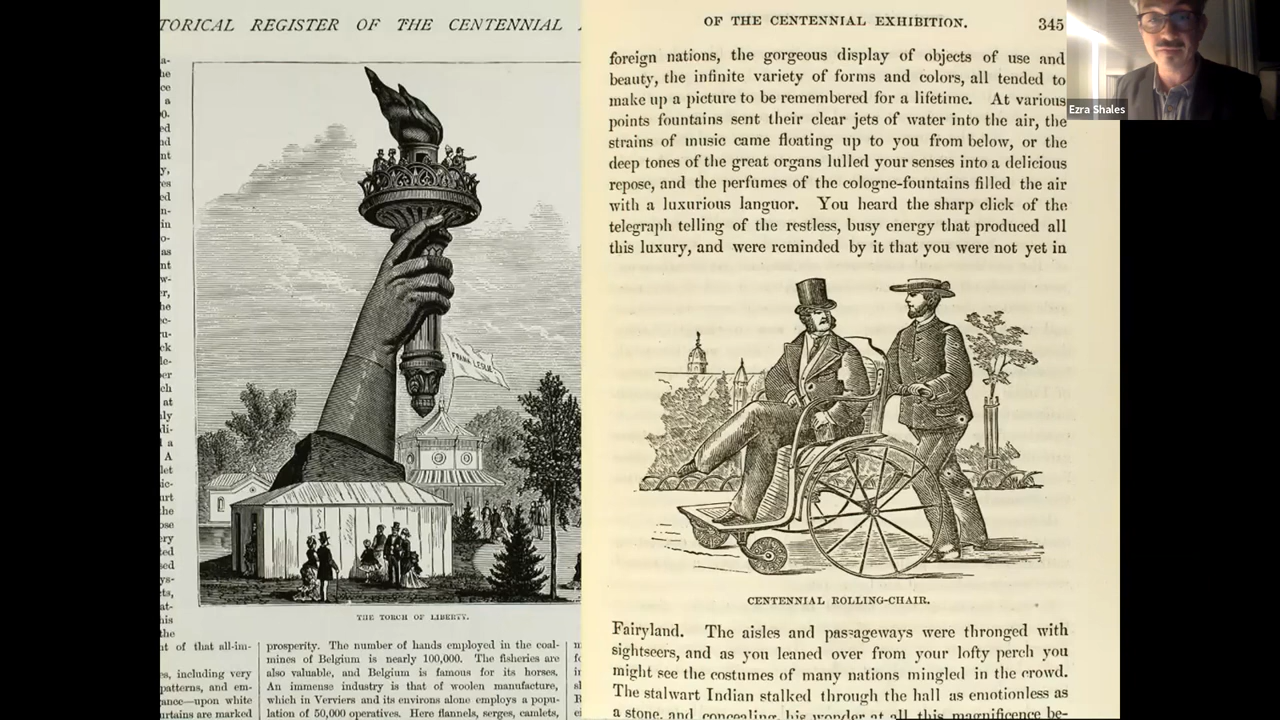 TORICAL REGISTER OF THE CENTENNIAL
FRANK LESLIE
THE TORCH OF LIBERTY.
t of that all-im-
es, including very
patterns, and em-
ance—upon white
urtains are marked
prosperity. The number of hands employed in the coal-
mines of Belgium is nearly 100,000. The fisheries are
also valuable, and Belgium is famous for its horses.
An immense industry is that of woolen manufacture,
which in Verviers and its environs alone employs a popu-
lation of 50,000 operatives. Here flannels, serges, camlets,
OF THE CENTENNIAL EXHIBITION. 345
foreign nations, the gorgeous display of objects of use and
beauty, the infinite variety of forms and colors, all tended to
make up a picture to be remembered for a lifetime. At various
points fountains sent their clear jets of water into the air, the
strains of music came floating up to you from below, or the
deep tones of the great organs lulled your senses into a delicious
repose, and the perfumes of the cologne-fountains filled the air
with a luxurious languor. You heard the sharp click of the
telegraph telling of the restless, busy energy that produced all
this luxury, and were reminded by it that you were not yet in
CENTENNIAL ROLLING-CHAIR.
Fairyland. The aisles and passageways were thronged with
sightseers, and as you leaned over from your lofty perch you
might see the costumes of many nations mingled in the crowd.
The stalwart Indian stalked through the hall as emotionless as
a stone, and concealing his wonder at all this magnificence be-
Ezra Shales